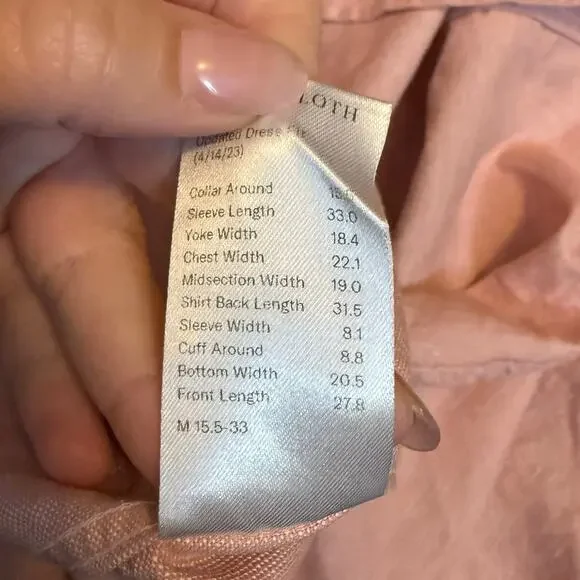 LOTH
Updated Dress Fit
(4/14/23)
Collar Around
Sleeve Length 33.0
Yoke Width 18.4
Chest Width 22.1
Midsection Width 19.0
Shirt Back Length 31.5
Sleeve Width 8.1
Cuff Around 8.8
Bottom Width 20.5
Front Length 27.8
M 15.5-33